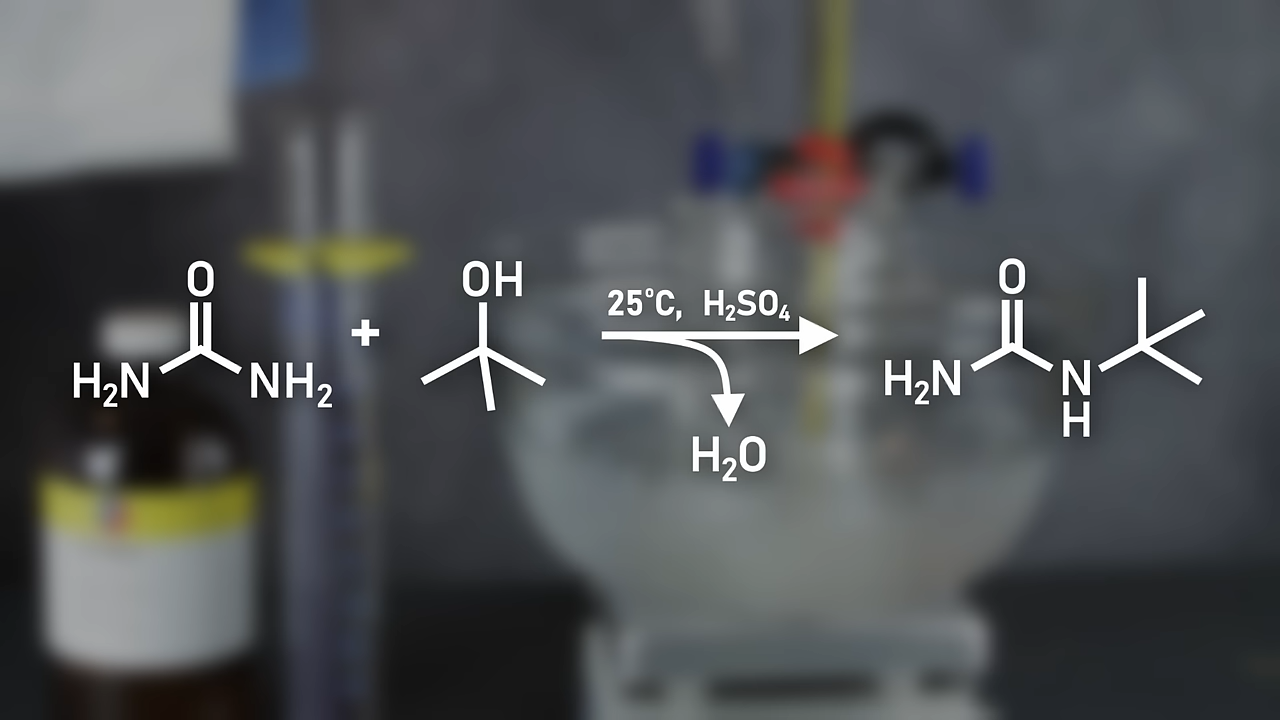 O
H₂N NH₂
+
OH
25°C, H₂SO₄
H₂O
O
H₂N N
H